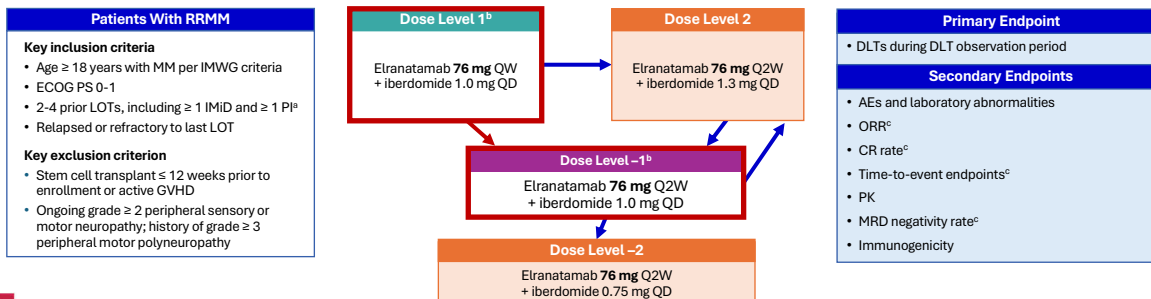 Patients With RRMM
Key inclusion criteria
• Age ≥ 18 years with MM per IMWG criteria
• ECOG PS 0-1
• 2-4 prior LOTs, including ≥ 1 IMiD and ≥ 1 PIᵃ
• Relapsed or refractory to last LOT
Key exclusion criterion
• Stem cell transplant ≤ 12 weeks prior to
enrollment or active GVHD
• Ongoing grade ≥ 2 peripheral sensory or
motor neuropathy; history of grade ≥ 3
peripheral motor polyneuropathy
Dose Level 1ᵇ
Elranatamab 76 mg QW
+ iberdomide 1.0 mg QD
Dose Level 2
Elranatamab 76 mg Q2W
+ iberdomide 1.3 mg QD
Dose Level –1ᵇ
Elranatamab 76 mg Q2W
+ iberdomide 1.0 mg QD
Dose Level –2
Elranatamab 76 mg Q2W
+ iberdomide 0.75 mg QD
Primary Endpoint
• DLTs during DLT observation period
Secondary Endpoints
• AEs and laboratory abnormalities
• ORRᶜ
• CR rateᶜ
• Time-to-event endpointsᶜ
• PK
• MRD negativity rateᶜ
• Immunogenicity